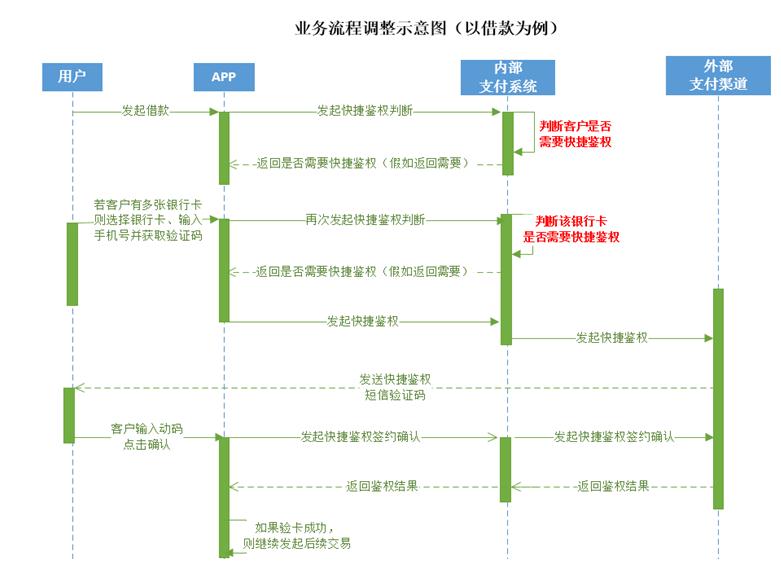 业务流程调整示意图（以借款为例）
用户
APP
内部
支付系统
外部
支付渠道
发起借款
发起快捷鉴权判断
判断客户是否
需要快捷鉴权
返回是否需要快捷鉴权（假如返回需要）
若客户有多张银行卡
则选择银行卡、输入
手机号并获取验证码
再次发起快捷鉴权判断
判断该银行卡
是否需要快捷鉴权
返回是否需要快捷鉴权（假如返回需要）
发起快捷鉴权
发起快捷鉴权
发送快捷鉴权
短信验证码
客户输入动码
点击确认
发起快捷鉴权签约确认
发起快捷鉴权签约确认
返回鉴权结果
返回鉴权结果
如果验卡成功，
则继续发起后续交易